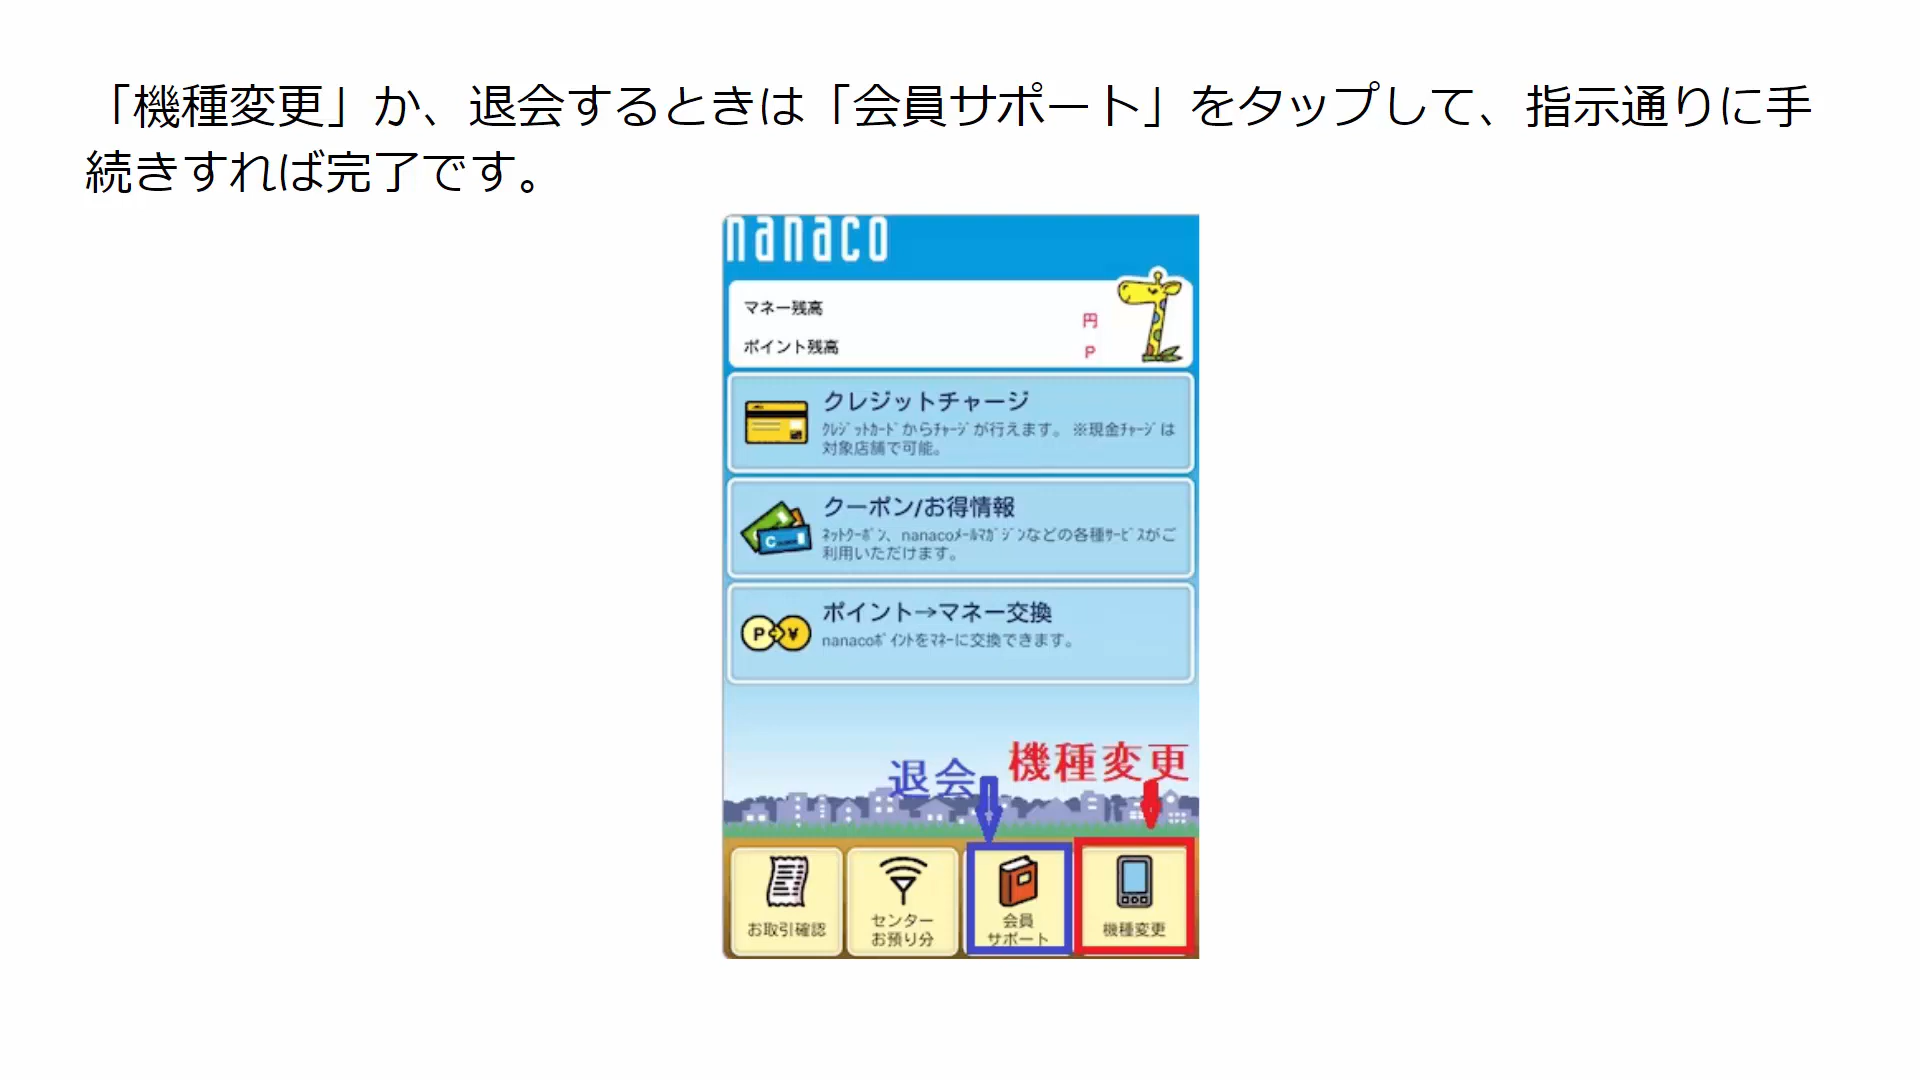 「機種変更」か、退会するときは「会員サポート」をタップして、指示通りに手
続きすれば完了です。
nanaco
マネー残高
円
ポイント残高
P
クレジットチャージ
ｸﾚｼﾞｯﾄｶｰﾄﾞからﾁｬｰｼﾞが行えます。 ※現金ﾁｬｰｼﾞは
対象店舗で可能。
クーポン/お得情報
ﾈｯﾄｸｰﾎﾟﾝ、nanacoﾒｰﾙﾏｶﾞｼﾞﾝなどの各種ｻｰﾋﾞｽがご
利用いただけます。
ポイント→マネー交換
nanacoﾎﾟｲﾝﾄをﾏﾈｰに交換できます。
機種変更
退会
お取引確認
センター
お預り分
会員
サポート
機種変更